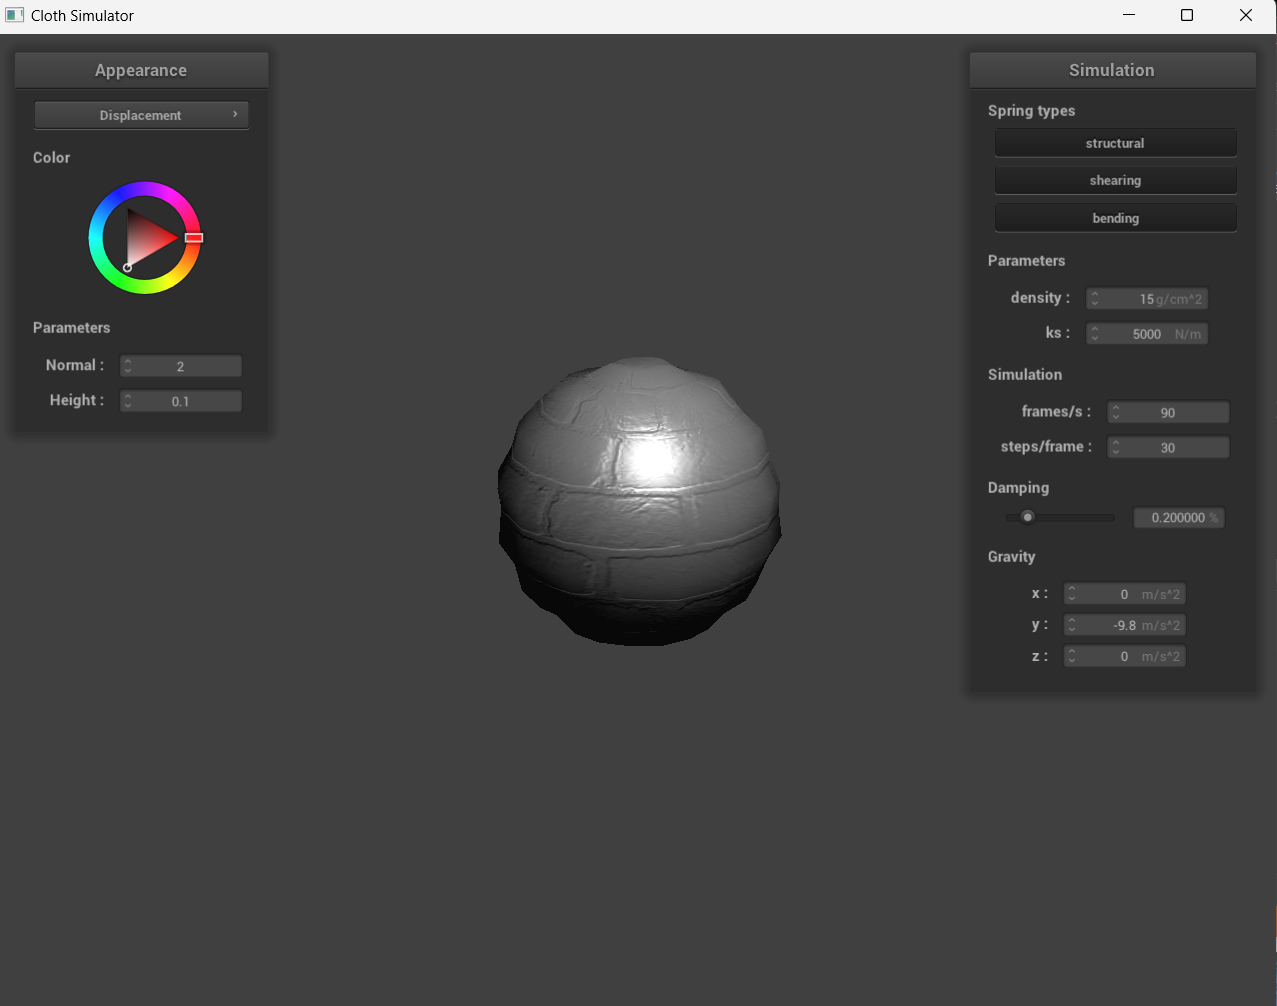 Cloth Simulator
Appearance
Displacement
Color
Parameters
Normal : 2
Height : 0.1
Simulation
Spring types
structural
shearing
bending
Parameters
density : 15 g/cm^2
ks : 5000 N/m
Simulation
frames/s : 90
steps/frame : 30
Damping
0.200000 %
Gravity
x : 0 m/s^2
y : -9.8 m/s^2
z : 0 m/s^2